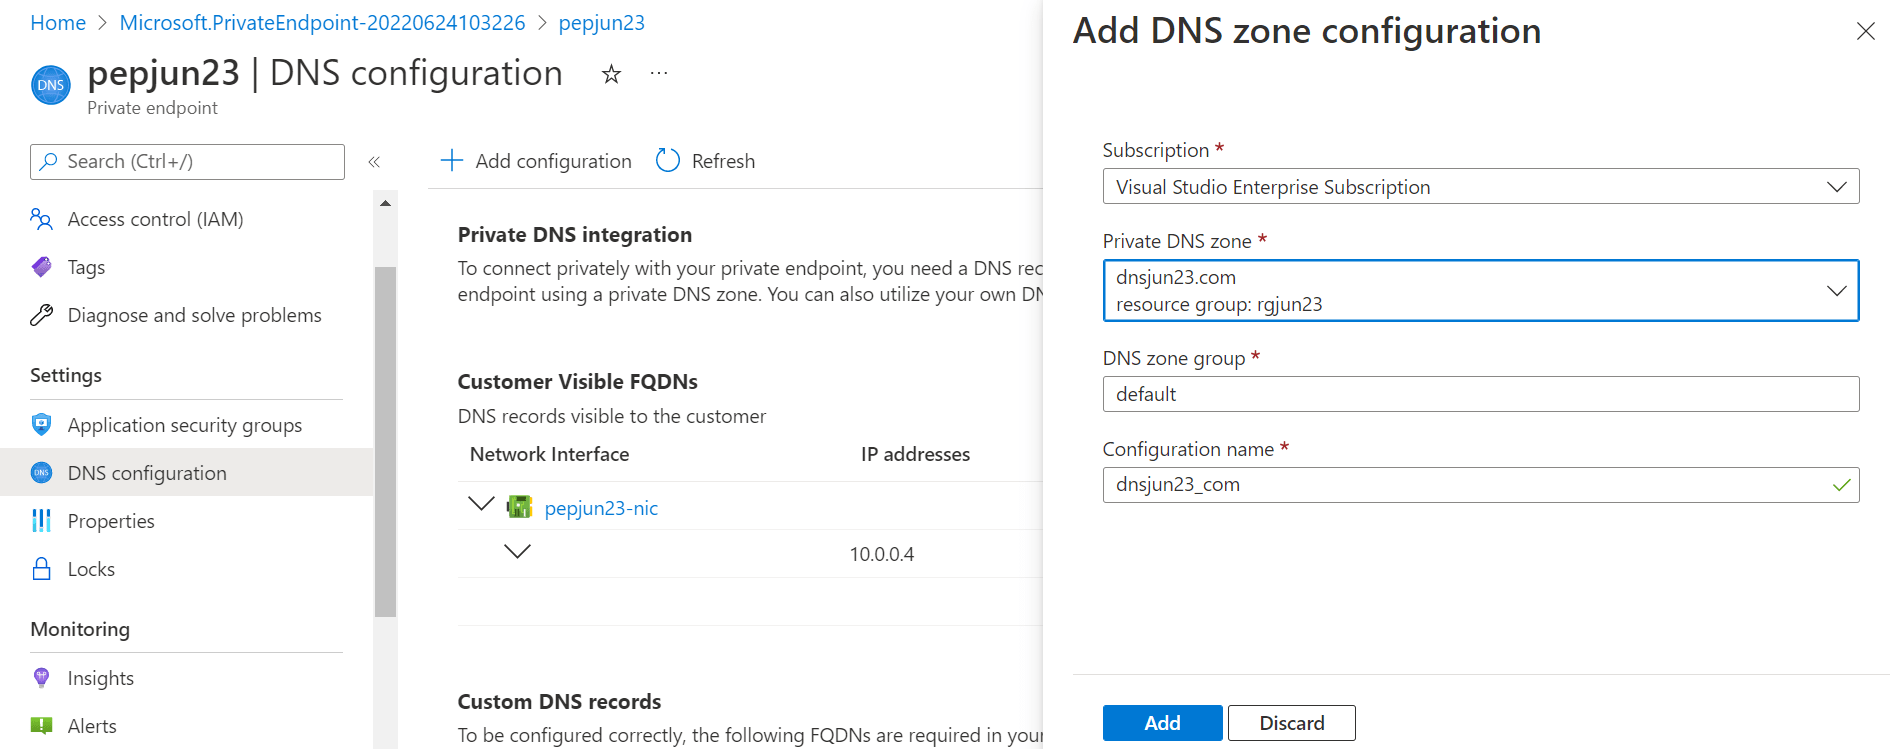 Home > Microsoft.PrivateEndpoint-20220624103226 > pepjun23
pepjun23 | DNS configuration
DNS
Private endpoint
Search (Ctrl+/)
Access control (IAM)
Tags
Diagnose and solve problems
Settings
Application security groups
DNS configuration
Properties
Locks
Monitoring
Insights
Alerts
Add configuration
Refresh
Private DNS integration
To connect privately with your private endpoint, you need a DNS rec
endpoint using a private DNS zone. You can also utilize your own DN
Customer Visible FQDNs
DNS records visible to the customer
Network Interface IP addresses
pepjun23-nic
10.0.0.4
Custom DNS records
To be configured correctly, the following FQDNs are required in your
Add DNS zone configuration
Subscription *
Visual Studio Enterprise Subscription
Private DNS zone *
dnsjun23.com
resource group: rgjun23
DNS zone group *
default
Configuration name *
dnsjun23_com
Add
Discard